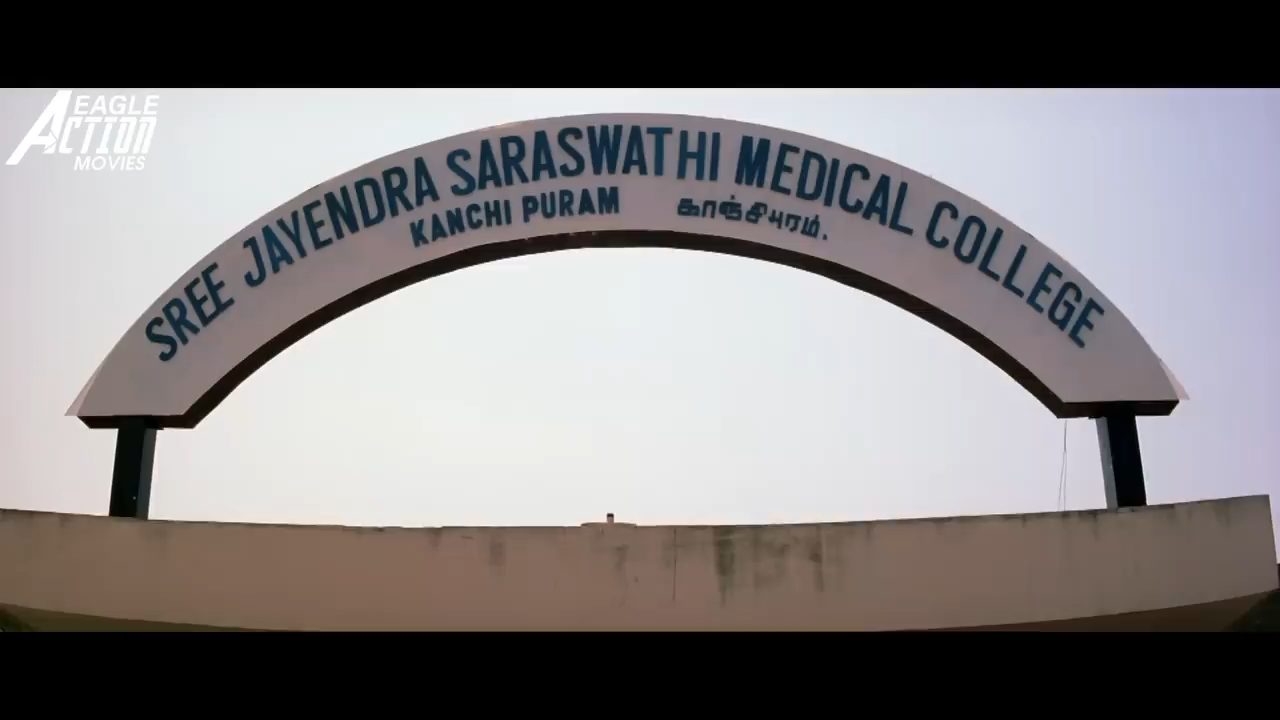 EAGLE
ACTION
MOVIES
SREE JAYENDRA SARASWATHI MEDICAL COLLEGE
KANCHI PURAM காஞ்சிபுரம்.